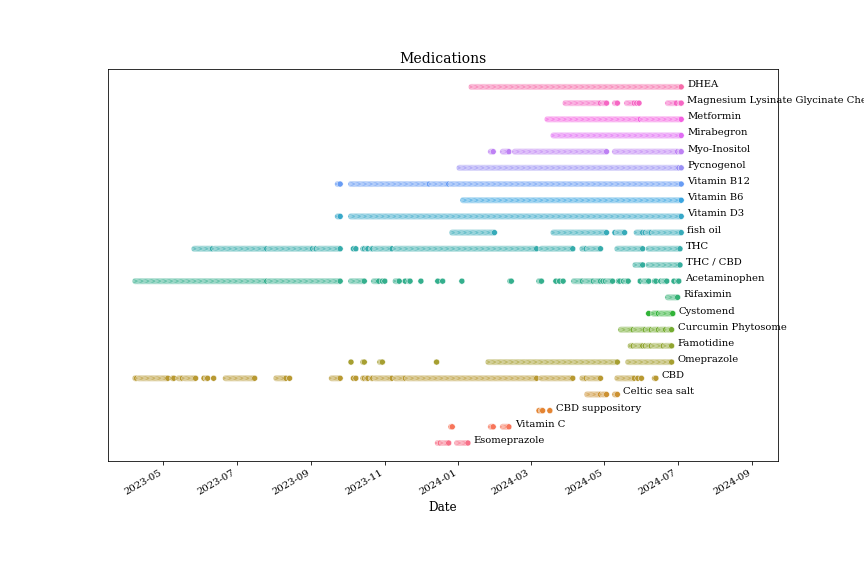 Medications
DHEA
Magnesium Lysinate Glycinate Che
Metformin
Mirabegron
Myo-Inositol
Pycnogenol
Vitamin B12
Vitamin B6
Vitamin D3
fish oil
THC
THC / CBD
Acetaminophen
Rifaximin
Cystomend
Curcumin Phytosome
Famotidine
Omeprazole
CBD
Celtic sea salt
CBD suppository
Vitamin C
Esomeprazole
2023-05
2023-07
2023-09
2023-11
2024-01
2024-03
2024-05
2024-07
2024-09
Date